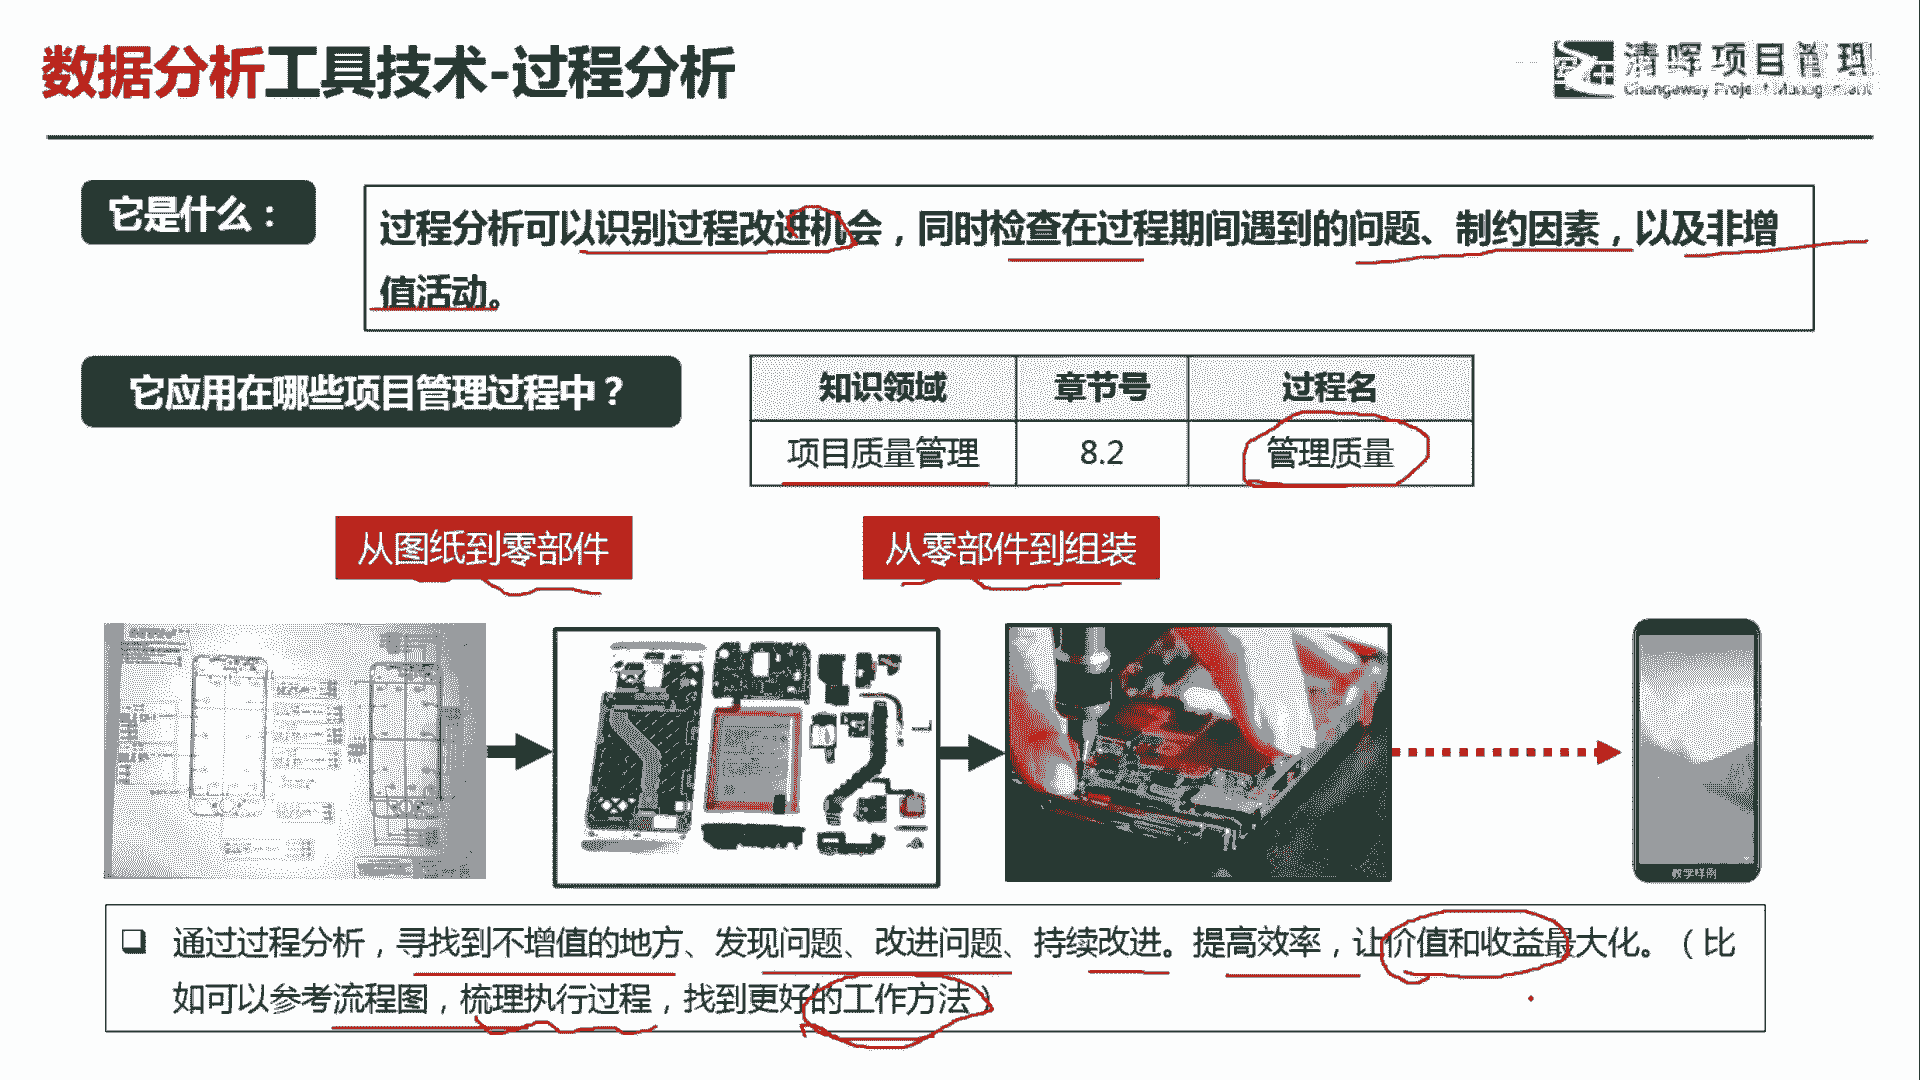 数据分析工具技术-过程分析
清晖项目管理
它是什么：
过程分析可以识别过程改进机会，同时检查在过程期间遇到的问题、制约因素，以及非增
值活动。
它应用在哪些项目管理过程中？
知识领域 章节号 过程名
项目质量管理 8.2 管理质量
从图纸到零部件
从零部件到组装
教学样例
通过过程分析，寻找到不增值的地方、发现问题、改进问题、持续改进。提高效率，让价值和收益最大化。（比
如可以参考流程图，梳理执行过程，找到更好的工作方法）